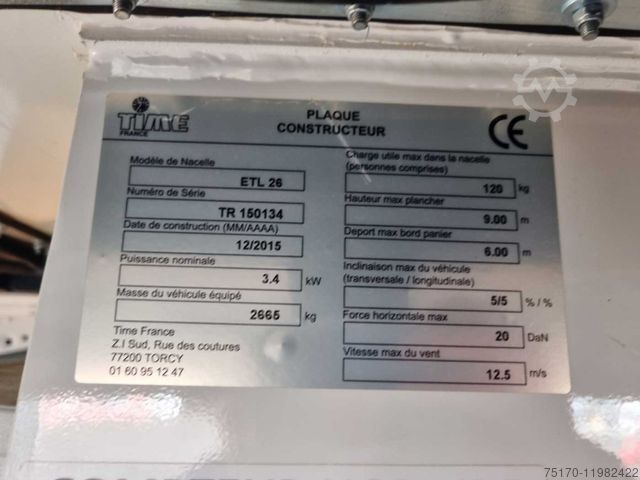 TIME
FRANCE
PLAQUE
CONSTRUCTEUR
CE
Modèle de Nacelle
ETL 26
Numéro de Série
TR 150134
Date de construction (MM/AAAA)
12/2015
Puissance nominale
3.4 kW
Masse du véhicule équipé
2665 kg
Time France
Z.I Sud, Rue des coutures
77200 TORCY
01 60 95 12 47
Charge utile max dans la nacelle
(personnes comprises)
120 kg
Hauteur max plancher
9.00 m
Deport max bord panier
6.00 m
Inclinaison max du véhicule
(transversale / longitudinale)
5/5 % / %
Force horizontale max
20 DaN
Vitesse max du vent
12.5 m/s
Machineseeker
75170-11982422